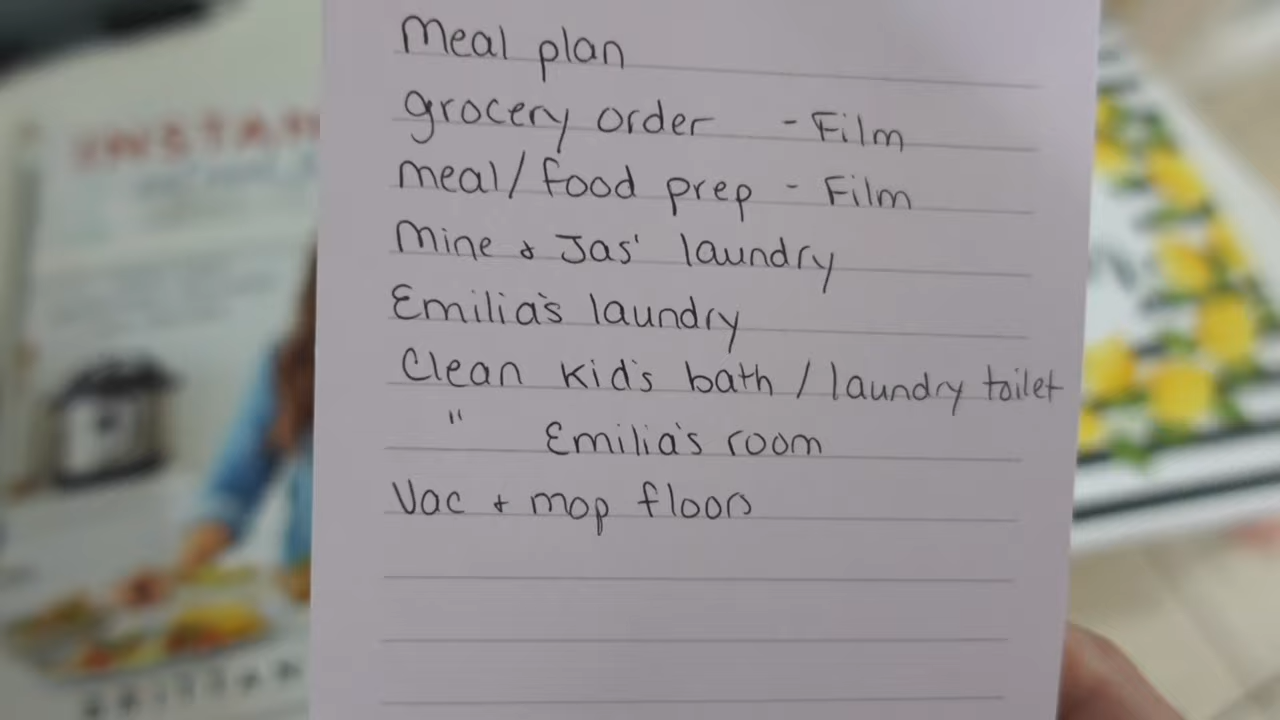 Meal plan
grocery order - Film
meal/food prep - Film
Mine & Jas' laundry
Emilia's laundry
Clean Kid's bath / laundry toilet
" Emilia's room
Vac + mop floors
INSTAN